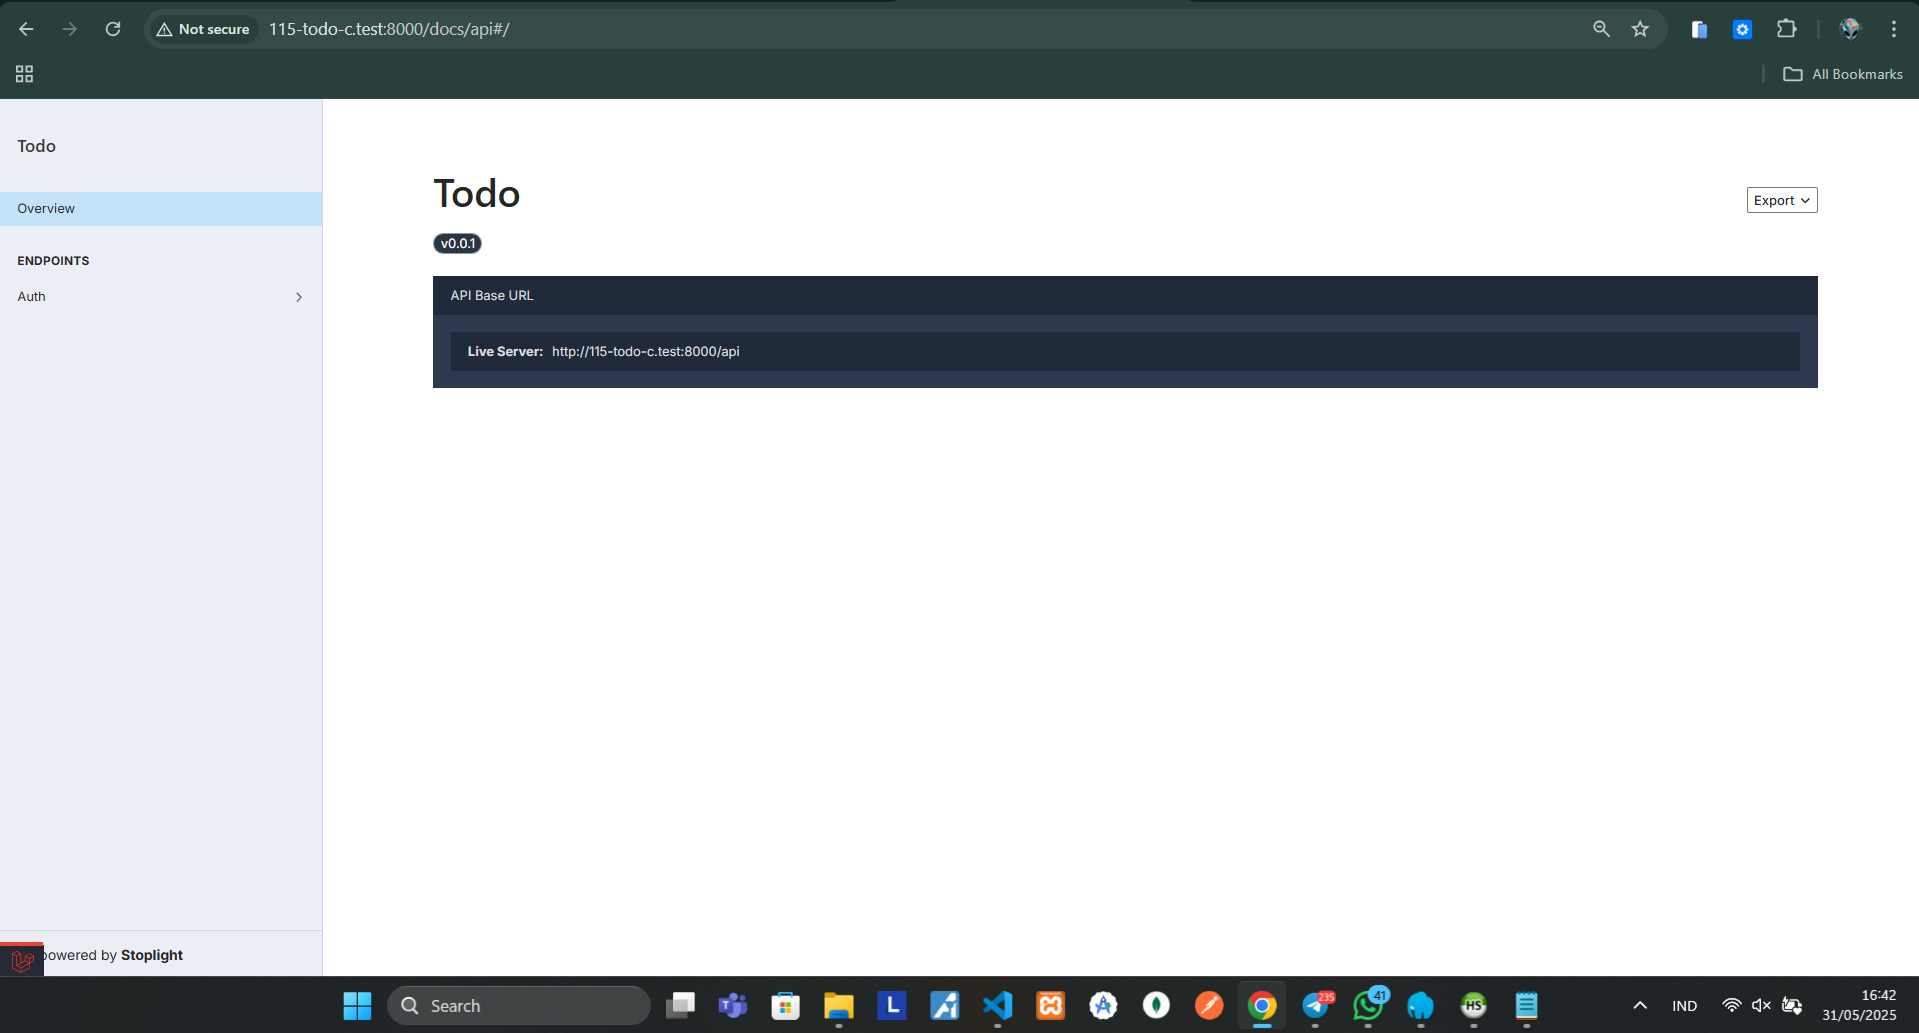 Not secure
115-todo-c.test:8000/docs/api#/
All Bookmarks
Todo
Overview
ENDPOINTS
Auth
powered by Stoplight
Todo
Export
v0.0.1
API Base URL
Live Server: http://115-todo-c.test:8000/api
Search
T
L
235
41
HS
IND
16:42
31/05/2025